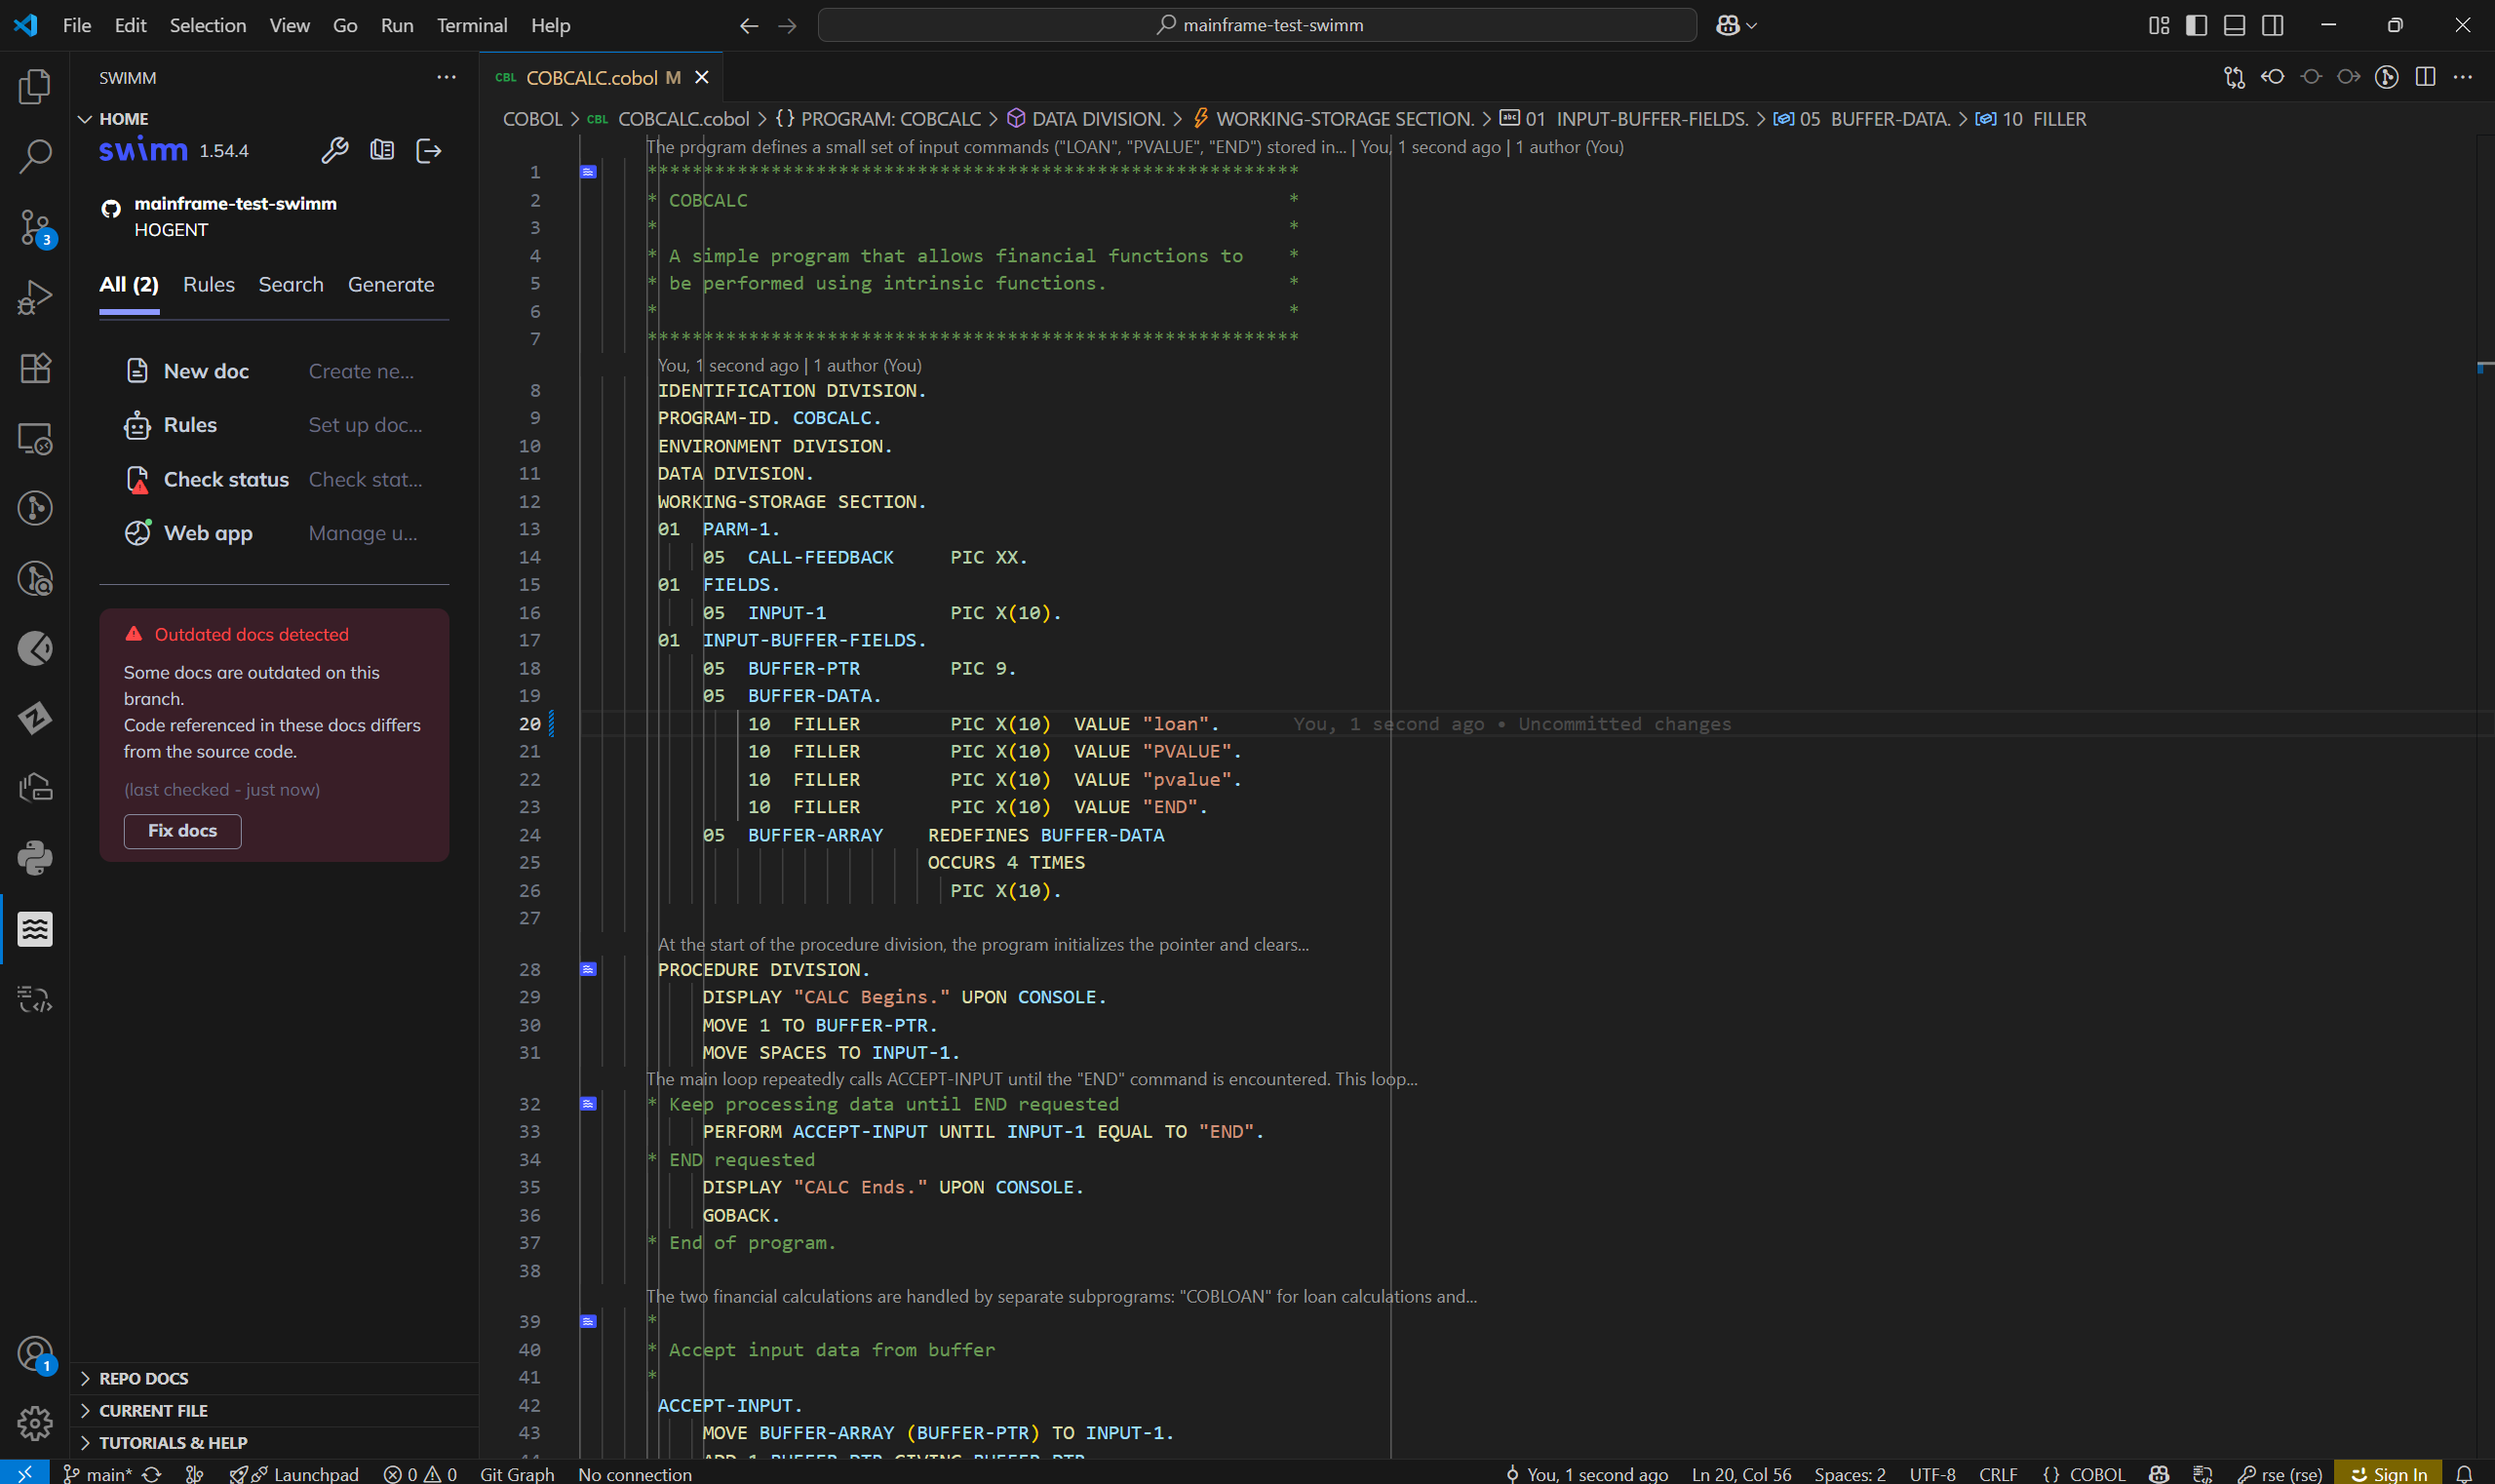 File Edit Selection View Go Run Terminal Help
mainframe-test-swimm
SWIMM
HOME
swimm 1.54.4
mainframe-test-swimm
HOGENT
All (2) Rules Search Generate
New doc Create ne...
Rules Set up doc...
Check status Check stat...
Web app Manage u...
Outdated docs detected
Some docs are outdated on this
branch.
Code referenced in these docs differs
from the source code.
(last checked - just now)
Fix docs
REPO DOCS
CURRENT FILE
TUTORIALS & HELP
3
1
CBL COBCALC.cobol M
COBOL > CBL COBCALC.cobol > {} PROGRAM: COBCALC > DATA DIVISION. > WORKING-STORAGE SECTION. > abc 01 INPUT-BUFFER-FIELDS. > 05 BUFFER-DATA. > 10 FILLER
The program defines a small set of input commands ("LOAN", "PVALUE", "END") stored in... | You, 1 second ago | 1 author (You)
1 **********************************************************
2 * COBCALC *
3 * *
4 * A simple program that allows financial functions to *
5 * be performed using intrinsic functions. *
6 * *
7 **********************************************************
You, 1 second ago | 1 author (You)
8 IDENTIFICATION DIVISION.
9 PROGRAM-ID. COBCALC.
10 ENVIRONMENT DIVISION.
11 DATA DIVISION.
12 WORKING-STORAGE SECTION.
13 01 PARM-1.
14 05 CALL-FEEDBACK PIC XX.
15 01 FIELDS.
16 05 INPUT-1 PIC X(10).
17 01 INPUT-BUFFER-FIELDS.
18 05 BUFFER-PTR PIC 9.
19 05 BUFFER-DATA.
20 10 FILLER PIC X(10) VALUE "loan". You, 1 second ago • Uncommitted changes
21 10 FILLER PIC X(10) VALUE "PVALUE".
22 10 FILLER PIC X(10) VALUE "pvalue".
23 10 FILLER PIC X(10) VALUE "END".
24 05 BUFFER-ARRAY REDEFINES BUFFER-DATA
25 OCCURS 4 TIMES
26 PIC X(10).
27
At the start of the procedure division, the program initializes the pointer and clears...
28 PROCEDURE DIVISION.
29 DISPLAY "CALC Begins." UPON CONSOLE.
30 MOVE 1 TO BUFFER-PTR.
31 MOVE SPACES TO INPUT-1.
The main loop repeatedly calls ACCEPT-INPUT until the "END" command is encountered. This loop...
32 * Keep processing data until END requested
33 PERFORM ACCEPT-INPUT UNTIL INPUT-1 EQUAL TO "END".
34 * END requested
35 DISPLAY "CALC Ends." UPON CONSOLE.
36 GOBACK.
37 * End of program.
38
The two financial calculations are handled by separate subprograms: "COBLOAN" for loan calculations and...
39 *
40 * Accept input data from buffer
41 *
42 ACCEPT-INPUT.
43 MOVE BUFFER-ARRAY (BUFFER-PTR) TO INPUT-1.
44 ADD 1 BUFFER-PTR GIVING BUFFER-PTR
main* Launchpad 0 0 Git Graph No connection You, 1 second ago Ln 20, Col 56 Spaces: 2 UTF-8 CRLF {} COBOL rse (rse) Sign In